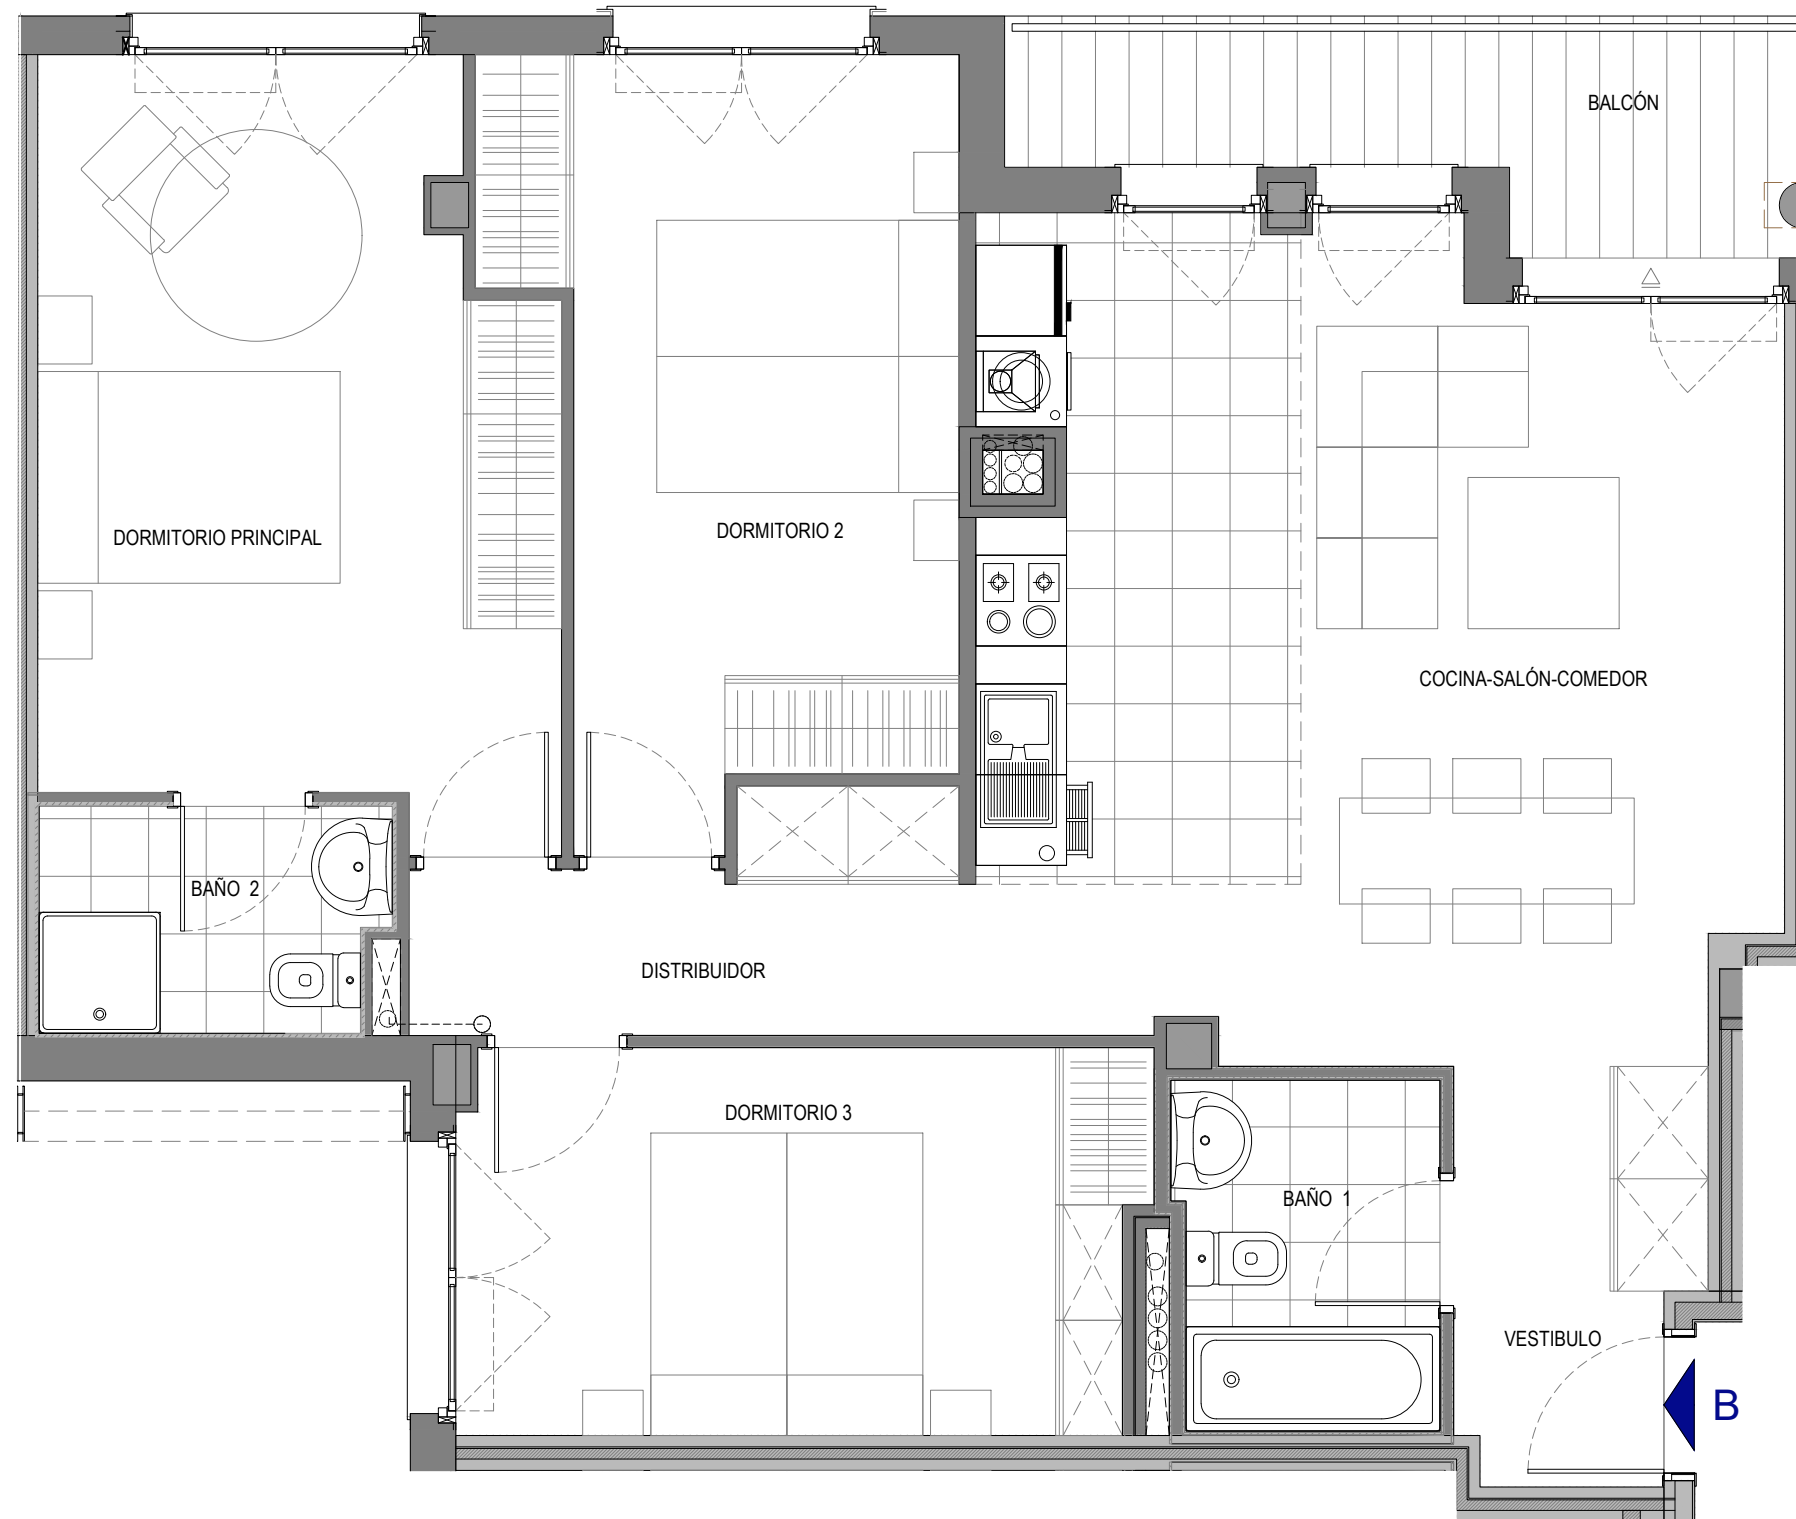 BALCÓN
DORMITORIO PRINCIPAL
DORMITORIO 2
COCINA-SALÓN-COMEDOR
BAÑO 2
DISTRIBUIDOR
DORMITORIO 3
BAÑO 1
VESTIBULO
B